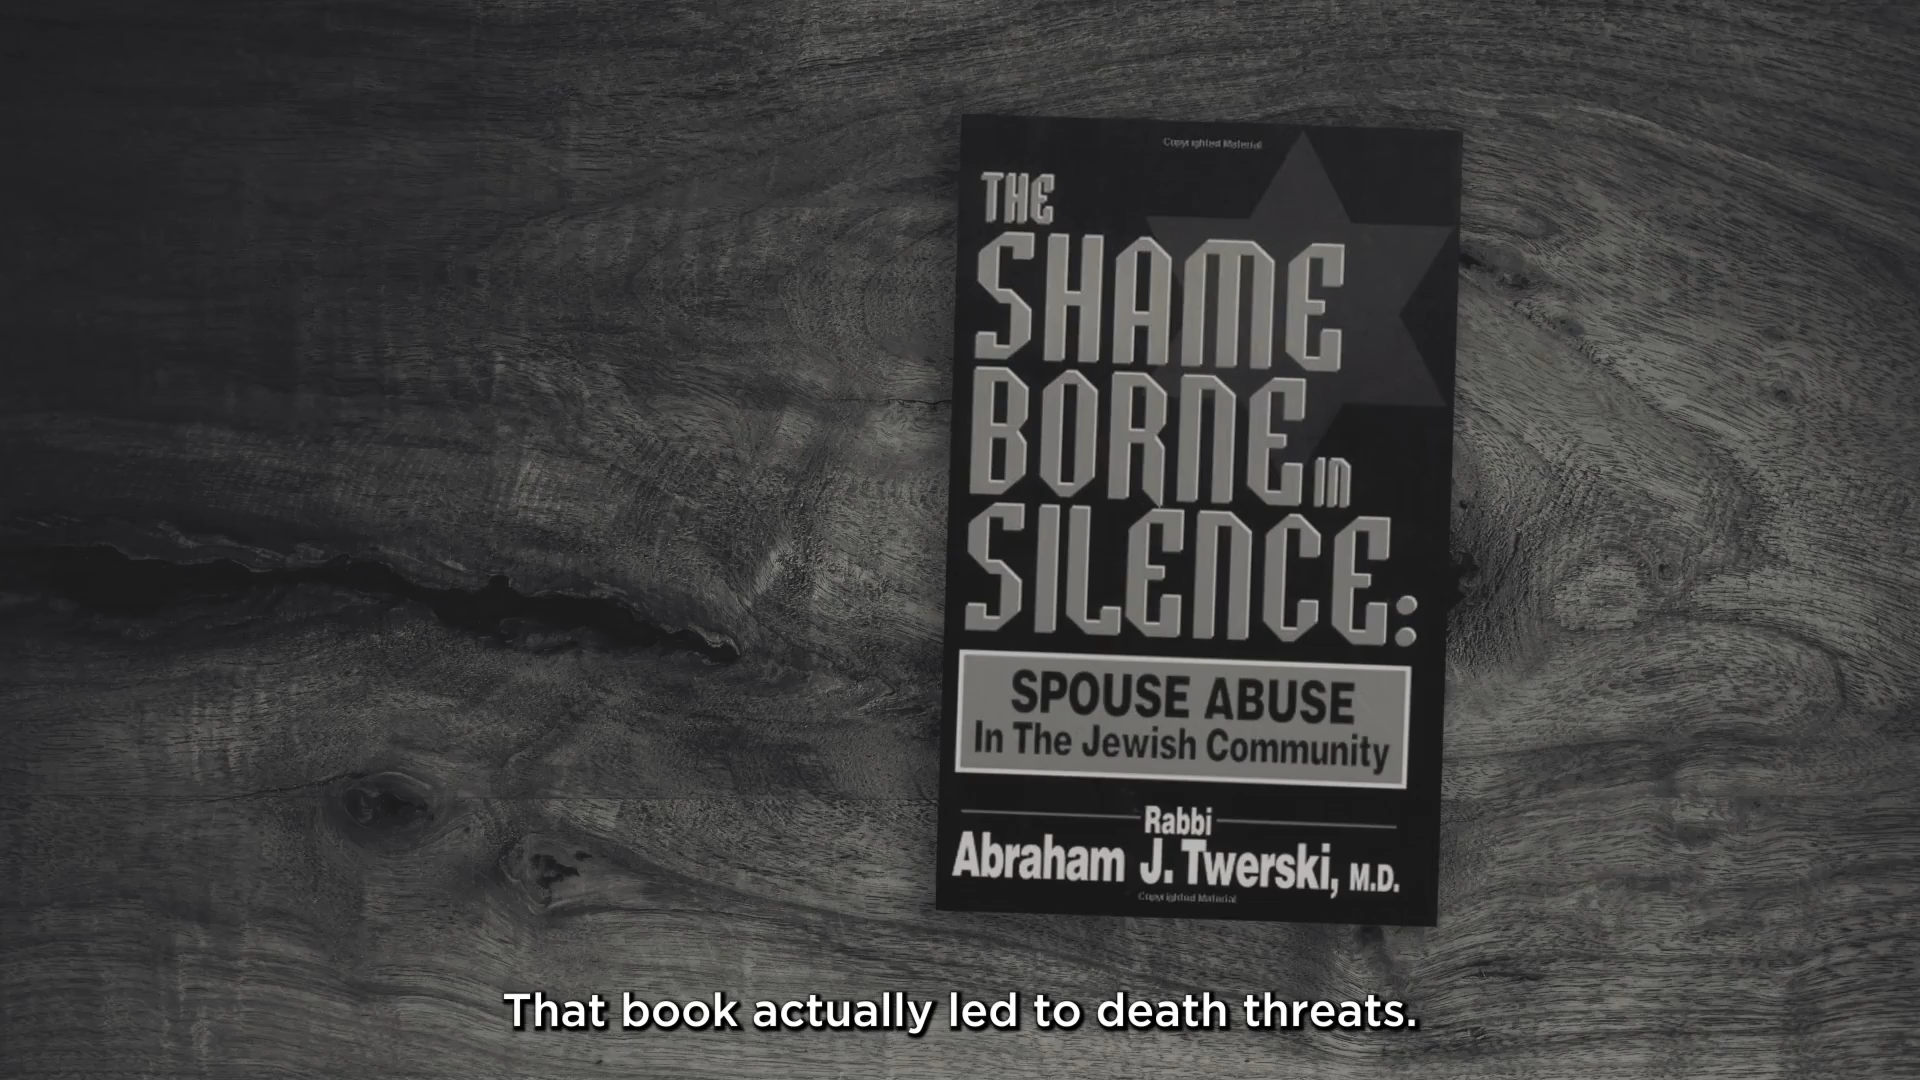 Copyrighted Material
THE
SHAME
BORNE IN
SILENCE:
SPOUSE ABUSE
In The Jewish Community
Rabbi
Abraham J. Twerski, M.D.
Copyrighted Material
That book actually led to death threats.